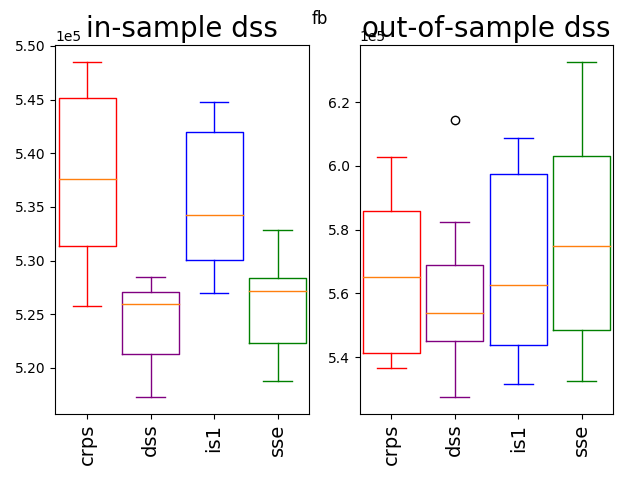 fb
in-sample dss
1e5
5.50
5.45
5.40
5.35
5.30
5.25
5.20
crps
dss
is1
sse
out-of-sample dss
1e5
6.2
6.0
5.8
5.6
5.4
crps
dss
is1
sse